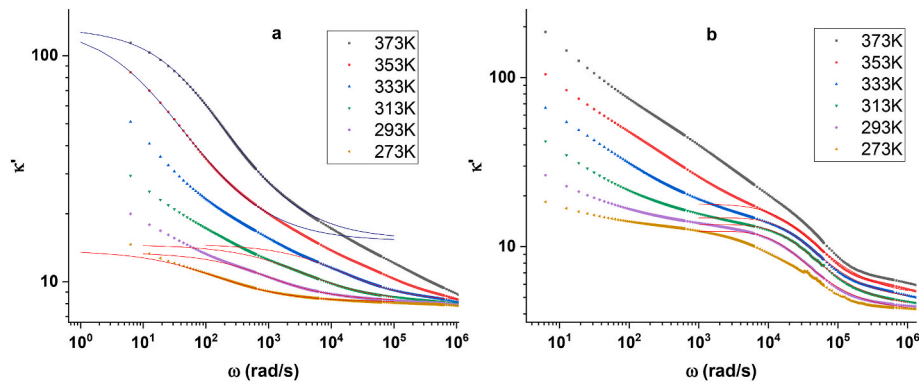 a
373K
353K
333K
313K
293K
273K
100
10
κ'
10⁰ 10¹ 10² 10³ 10⁴ 10⁵ 10⁶
ω (rad/s)
b
373K
353K
333K
313K
293K
273K
100
10
κ'
10¹ 10² 10³ 10⁴ 10⁵ 10⁶
ω (rad/s)